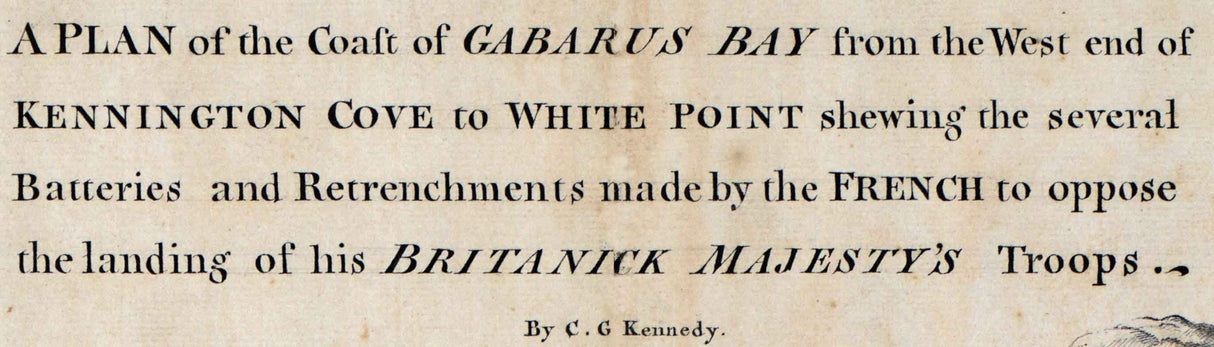 A PLAN of the Coaſt of GABARUS BAY from the West end of
KENNINGTON COVE to WHITE POINT shewing the several
Batteries and Retrenchments made by the FRENCH to oppose
the landing of his BRITANICK MAJESTY'S Troops.
By C. G Kennedy.